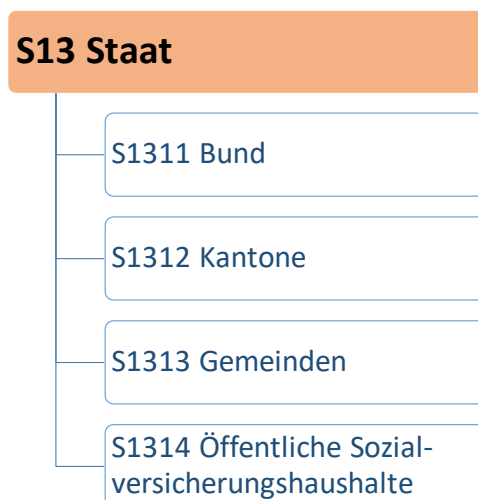 S13 Staat
S1311 Bund
S1312 Kantone
S1313 Gemeinden
S1314 Öffentliche Sozial-
versicherungshaushalte